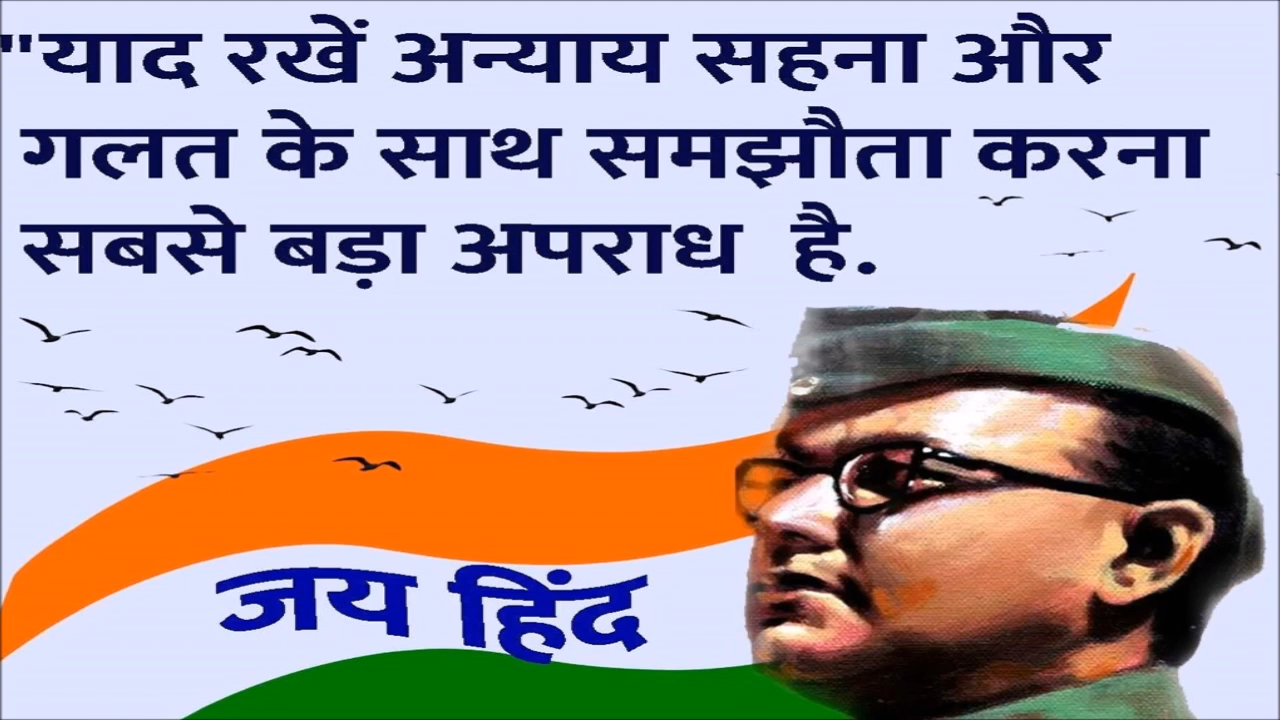 "याद रखें अन्याय सहना और
गलत के साथ समझौता करना
सबसे बड़ा अपराध है.
जय हिंद